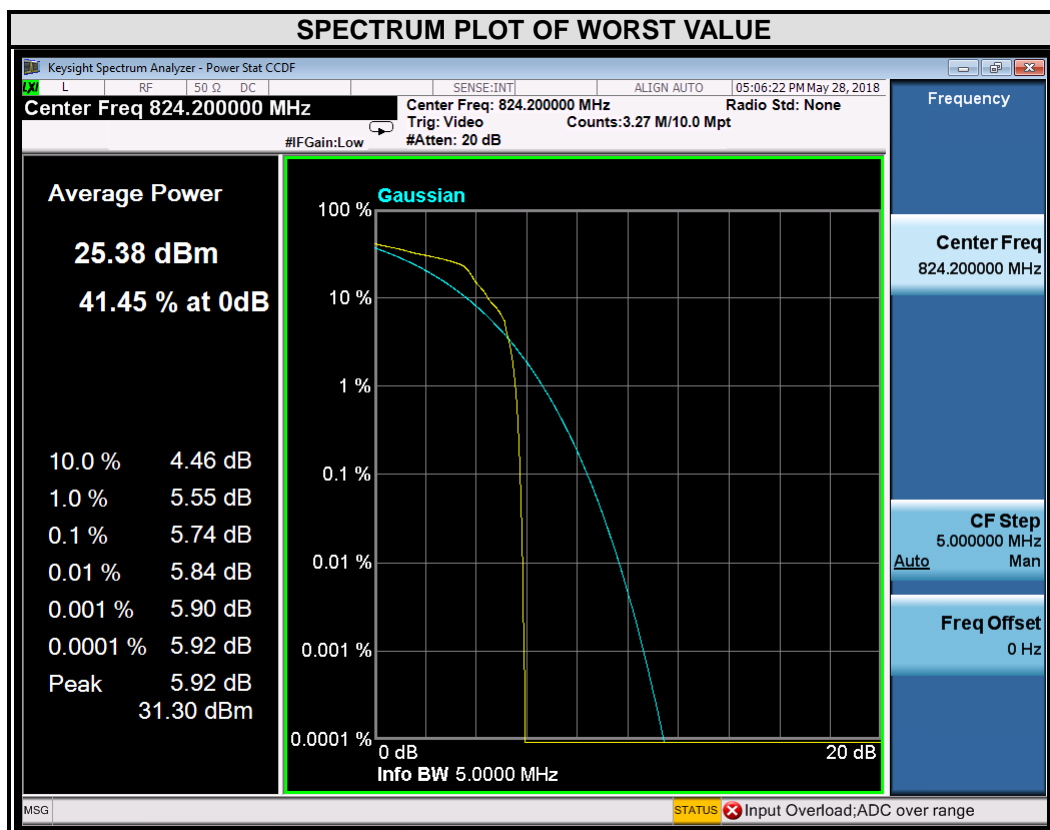 SPECTRUM PLOT OF WORST VALUE
Keysight Spectrum Analyzer - Power Stat CCDF
LXI L RF 50 Ω DC SENSE:INT ALIGN AUTO 05:06:22 PM May 28, 2018
Center Freq 824.200000 MHz
#IFGain:Low
Center Freq: 824.200000 MHz Radio Std: None
Trig: Video Counts:3.27 M/10.0 Mpt
#Atten: 20 dB
Average Power
25.38 dBm
41.45 % at 0dB
10.0 % 4.46 dB
1.0 % 5.55 dB
0.1 % 5.74 dB
0.01 % 5.84 dB
0.001 % 5.90 dB
0.0001 % 5.92 dB
Peak 5.92 dB
31.30 dBm
Gaussian
100 %
10 %
1 %
0.1 %
0.01 %
0.001 %
0.0001 %
0 dB 20 dB
Info BW 5.0000 MHz
Frequency
Center Freq
824.200000 MHz
CF Step
5.000000 MHz
Auto Man
Freq Offset
0 Hz
MSG STATUS Input Overload;ADC over range